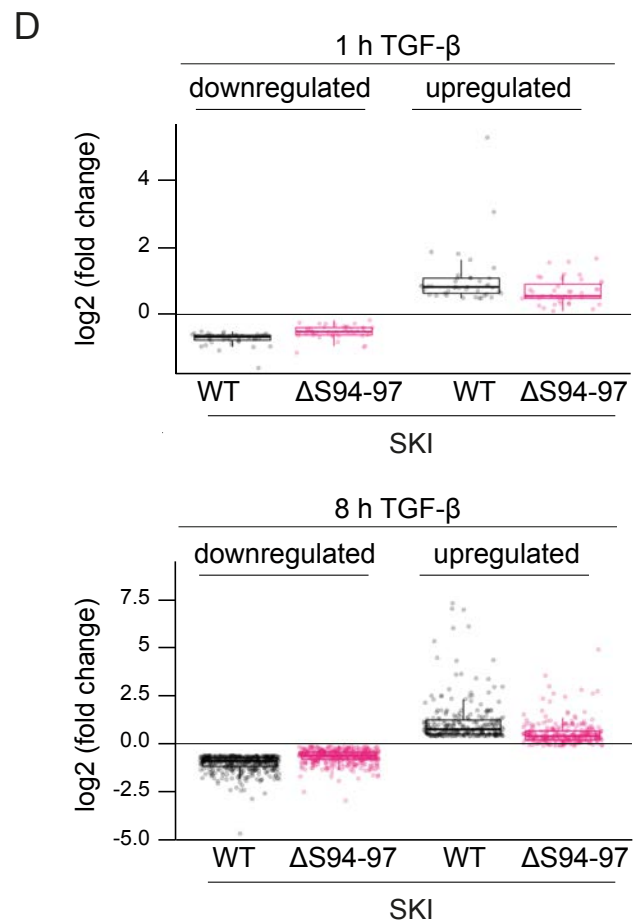 D
1 h TGF-β
downregulated upregulated
log2 (fold change)
4
2
0
WT ΔS94-97 WT ΔS94-97
SKI
8 h TGF-β
downregulated upregulated
log2 (fold change)
7.5
5
2.5
0.0
-2.5
-5.0
WT ΔS94-97 WT ΔS94-97
SKI